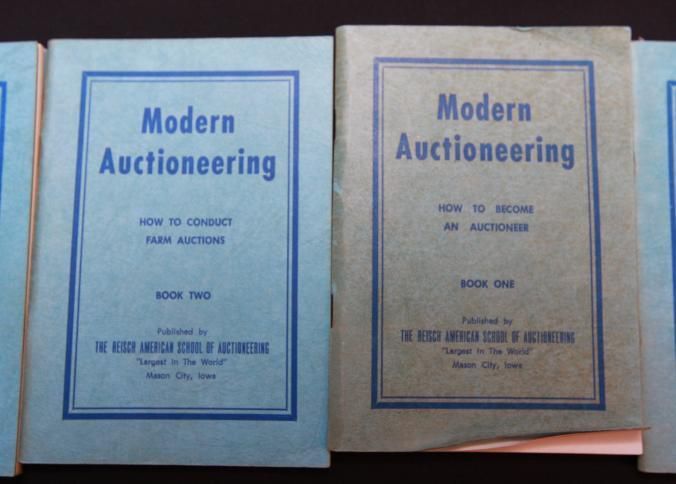 Modern
Auctioneering
HOW TO CONDUCT
FARM AUCTIONS
BOOK TWO
Published by
THE REISCH AMERICAN SCHOOL OF AUCTIONEERING
"Largest In The World"
Mason City, Iowa
Modern
Auctioneering
HOW TO BECOME
AN AUCTIONEER
BOOK ONE
Published by
THE REISCH AMERICAN SCHOOL OF AUCTIONEERING
"Largest In The World"
Mason City, Iowa